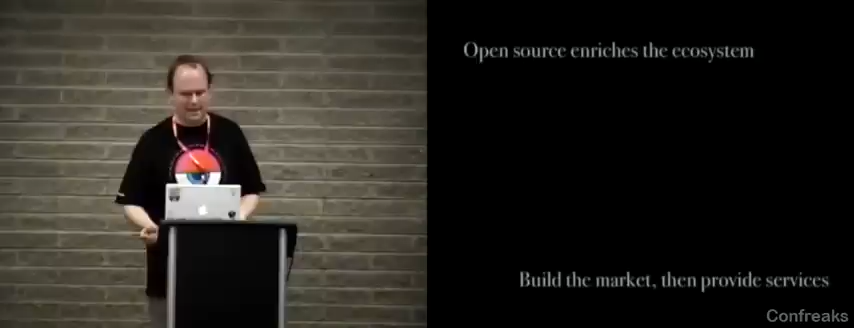 Open source enriches the ecosystem
Build the market, then provide services
Confreaks